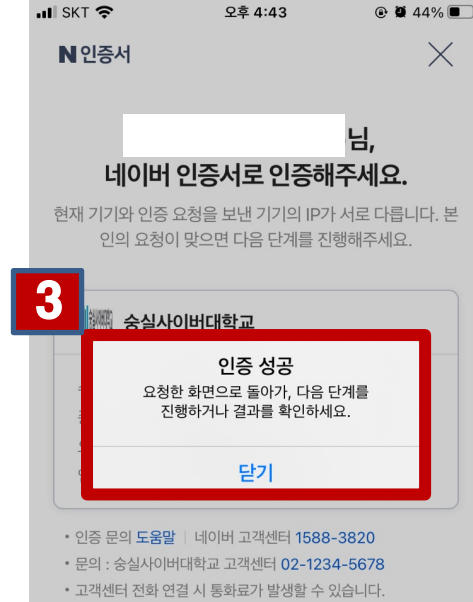 SKT 오후 4:43 44%
N 인증서
님,
네이버 인증서로 인증해주세요.
현재 기기와 인증 요청을 보낸 기기의 IP가 서로 다릅니다. 본
인의 요청이 맞으면 다음 단계를 진행해주세요.
3
숭실사이버대학교
인증 성공
요청한 화면으로 돌아가, 다음 단계를
진행하거나 결과를 확인하세요.
닫기
• 인증 문의 도움말 | 네이버 고객센터 1588-3820
• 문의 : 숭실사이버대학교 고객센터 02-1234-5678
• 고객센터 전화 연결 시 통화료가 발생할 수 있습니다.